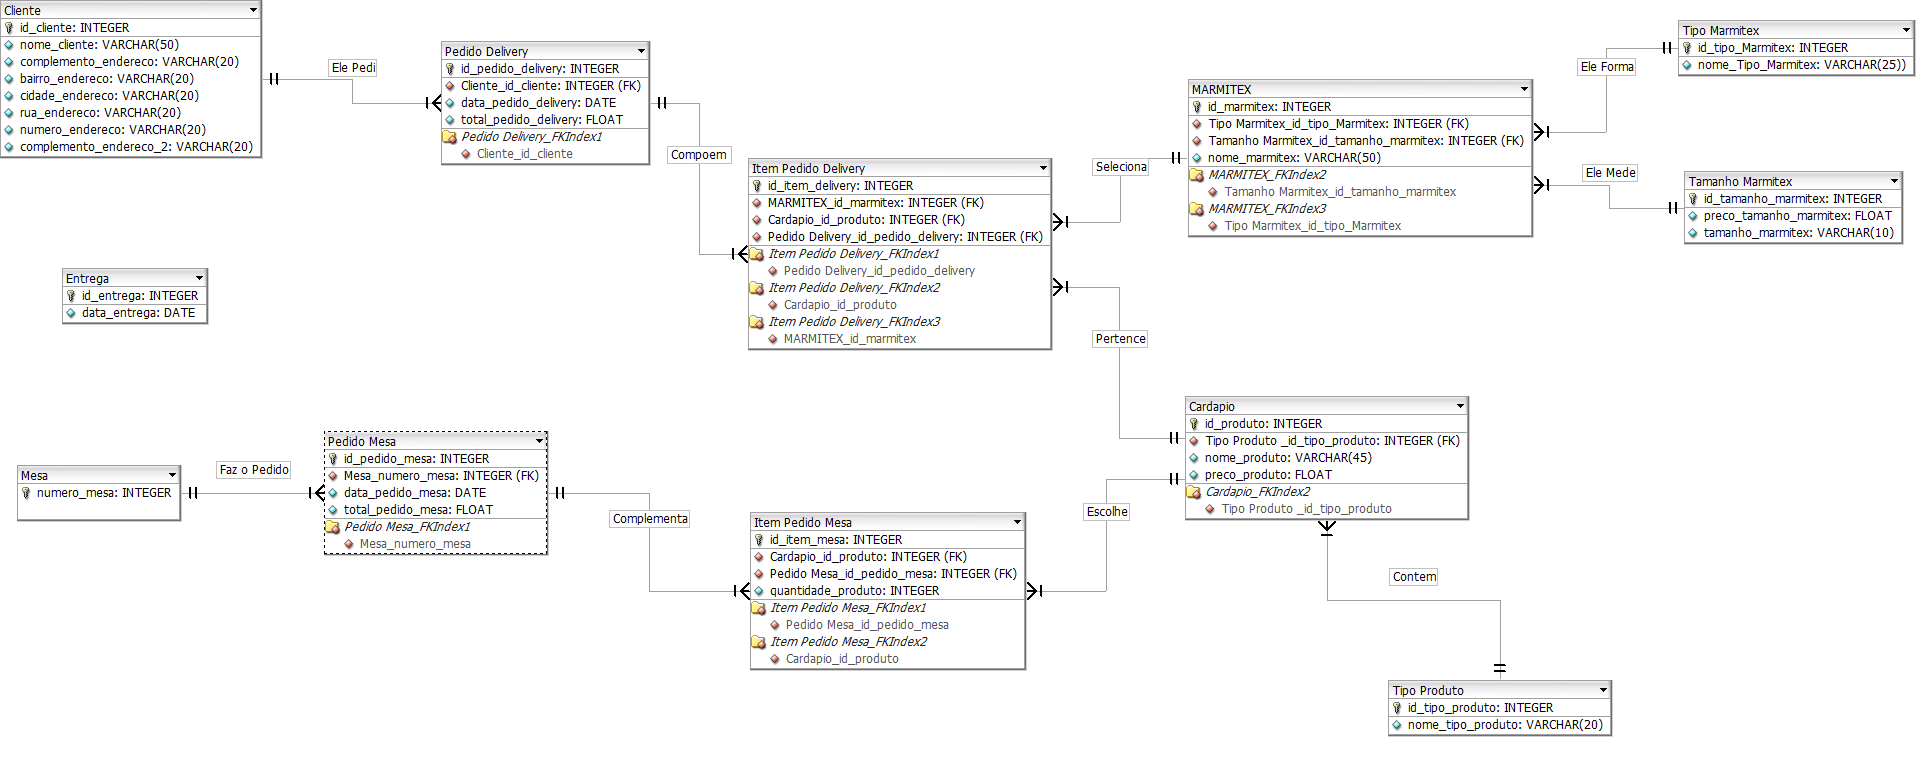 Cliente
id_cliente: INTEGER
nome_cliente: VARCHAR(50)
complemento_endereco: VARCHAR(20)
bairro_endereco: VARCHAR(20)
cidade_endereco: VARCHAR(20)
rua_endereco: VARCHAR(20)
numero_endereco: VARCHAR(20)
complemento_endereco_2: VARCHAR(20)
Ele Pedi
Pedido Delivery
id_pedido_delivery: INTEGER
Cliente_id_cliente: INTEGER (FK)
data_pedido_delivery: DATE
total_pedido_delivery: FLOAT
Pedido Delivery_FKIndex1
Cliente_id_cliente
Compoem
Item Pedido Delivery
id_item_delivery: INTEGER
MARMITEX_id_marmitex: INTEGER (FK)
Cardapio_id_produto: INTEGER (FK)
Pedido Delivery_id_pedido_delivery: INTEGER (FK)
Item Pedido Delivery_FKIndex1
Pedido Delivery_id_pedido_delivery
Item Pedido Delivery_FKIndex2
Cardapio_id_produto
Item Pedido Delivery_FKIndex3
MARMITEX_id_marmitex
Seleciona
MARMITEX
id_marmitex: INTEGER
Tipo Marmitex_id_tipo_Marmitex: INTEGER (FK)
Tamanho Marmitex_id_tamanho_marmitex: INTEGER (FK)
nome_marmitex: VARCHAR(50)
MARMITEX_FKIndex2
Tamanho Marmitex_id_tamanho_marmitex
MARMITEX_FKIndex3
Tipo Marmitex_id_tipo_Marmitex
Ele Forma
Tipo Marmitex
id_tipo_Marmitex: INTEGER
nome_Tipo_Marmitex: VARCHAR(25))
Ele Mede
Tamanho Marmitex
id_tamanho_marmitex: INTEGER
preco_tamanho_marmitex: FLOAT
tamanho_marmitex: VARCHAR(10)
Entrega
id_entrega: INTEGER
data_entrega: DATE
Pertence
Cardapio
id_produto: INTEGER
Tipo Produto _id_tipo_produto: INTEGER (FK)
nome_produto: VARCHAR(45)
preco_produto: FLOAT
Cardapio_FKIndex2
Tipo Produto _id_tipo_produto
Mesa
numero_mesa: INTEGER
Faz o Pedido
Pedido Mesa
id_pedido_mesa: INTEGER
Mesa_numero_mesa: INTEGER (FK)
data_pedido_mesa: DATE
total_pedido_mesa: FLOAT
Pedido Mesa_FKIndex1
Mesa_numero_mesa
Complementa
Item Pedido Mesa
id_item_mesa: INTEGER
Cardapio_id_produto: INTEGER (FK)
Pedido Mesa_id_pedido_mesa: INTEGER (FK)
quantidade_produto: INTEGER
Item Pedido Mesa_FKIndex1
Pedido Mesa_id_pedido_mesa
Item Pedido Mesa_FKIndex2
Cardapio_id_produto
Escolhe
Contem
Tipo Produto
id_tipo_produto: INTEGER
nome_tipo_produto: VARCHAR(20)